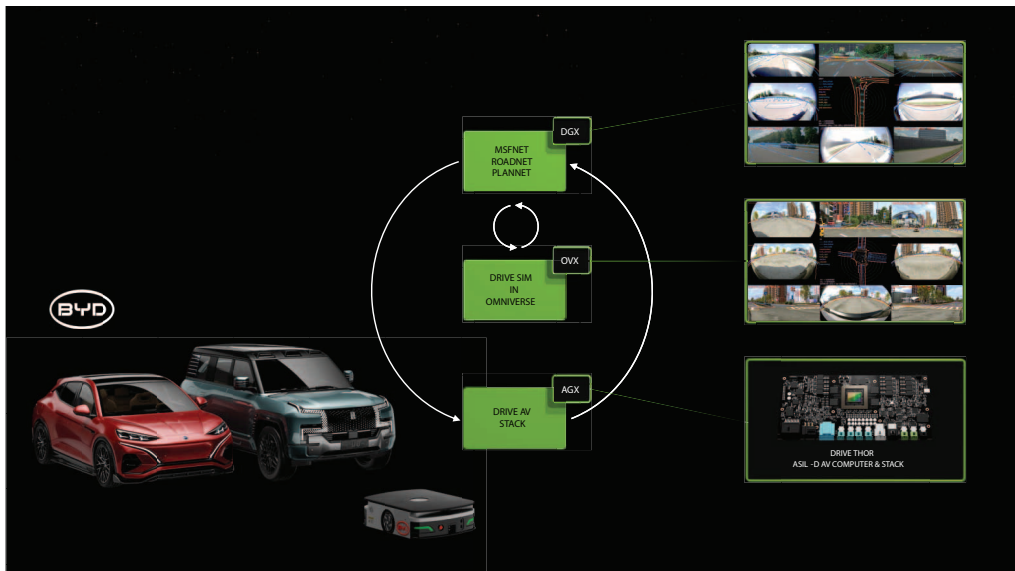 DGX
MSFNET
ROADNET
PLANNET
OVX
DRIVE SIM
IN
OMNIVERSE
BYD
AGX
DRIVE AV
STACK
DRIVE THOR
ASIL -D AV COMPUTER & STACK